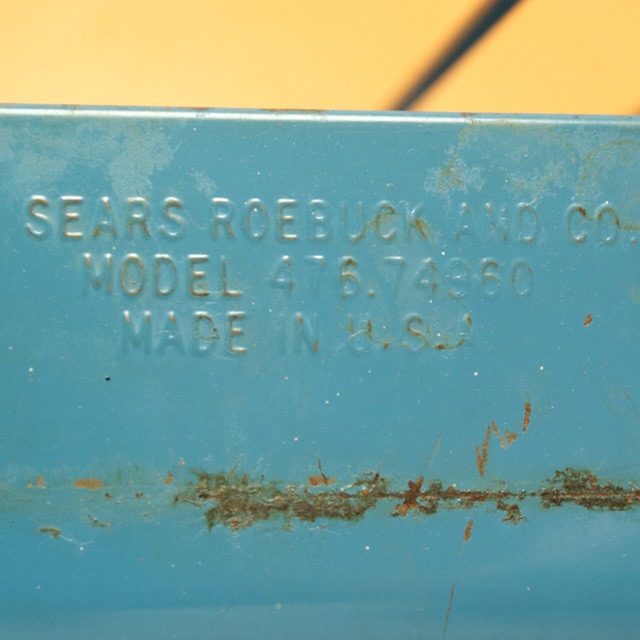 SEARS ROEBUCK AND CO.
MODEL 476.74960
MADE IN U.S.